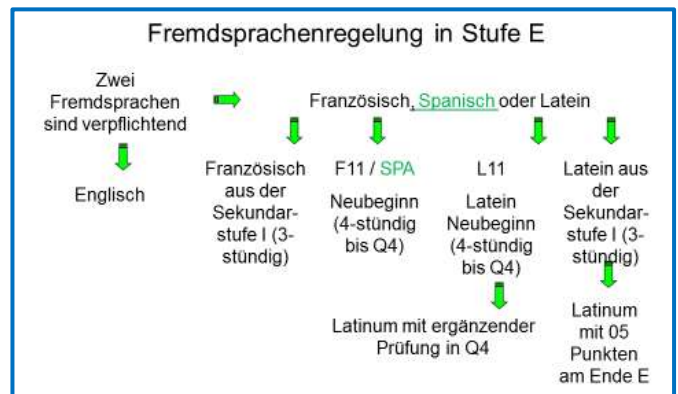 Fremdsprachenregelung in Stufe E
Zwei
Fremdsprachen
sind verpflichtend
Englisch
Französisch, Spanisch oder Latein
Französisch
aus der
Sekundar-
stufe I (3-
stündig)
F11 / SPA
Neubeginn
(4-stündig
bis Q4)
L11
Latein
Neubeginn
(4-stündig
bis Q4)
Latinum mit ergänzender
Prüfung in Q4
Latein aus
der
Sekundar-
stufe I (3-
stündig)
Latinum
mit 05
Punkten
am Ende E